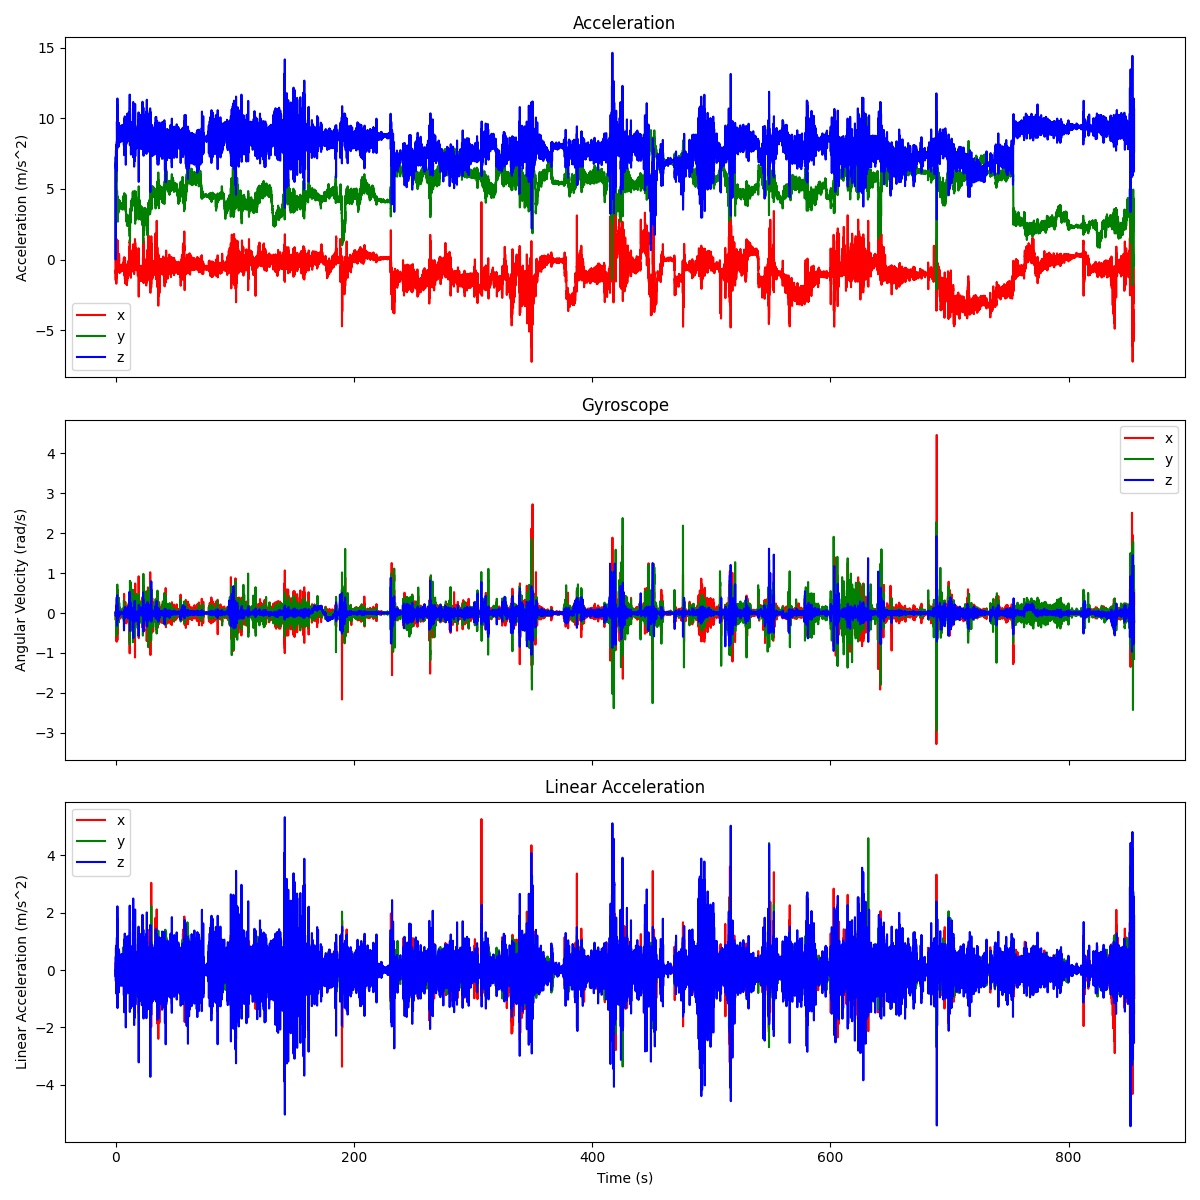 Acceleration
Acceleration (m/s^2)
15
10
5
0
−5
x
y
z
Gyroscope
Angular Velocity (rad/s)
4
3
2
1
0
−1
−2
−3
x
y
z
Linear Acceleration
Linear Acceleration (m/s^2)
4
2
0
−2
−4
x
y
z
0 200 400 600 800
Time (s)